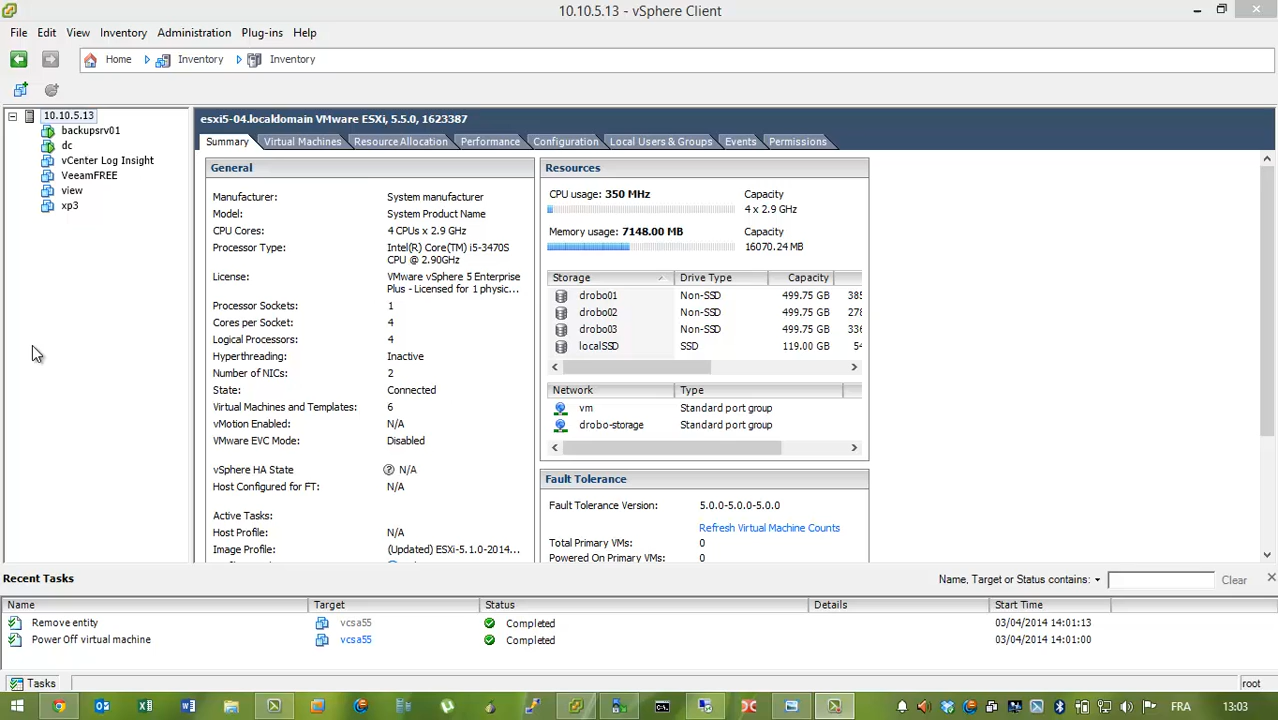 10.10.5.13 - vSphere Client
File Edit View Inventory Administration Plug-ins Help
Home Inventory Inventory
10.10.5.13
backupsrv01
dc
vCenter Log Insight
VeeamFREE
view
xp3
esxi5-04.localdomain VMware ESXi, 5.5.0, 1623387
Summary Virtual Machines Resource Allocation Performance Configuration Local Users & Groups Events Permissions
General
Manufacturer: System manufacturer
Model: System Product Name
CPU Cores: 4 CPUs x 2.9 GHz
Processor Type: Intel(R) Core(TM) i5-3470S
CPU @ 2.90GHz
License: VMware vSphere 5 Enterprise
Plus - Licensed for 1 physic...
Processor Sockets: 1
Cores per Socket: 4
Logical Processors: 4
Hyperthreading: Inactive
Number of NICs: 2
State: Connected
Virtual Machines and Templates: 6
vMotion Enabled: N/A
VMware EVC Mode: Disabled
vSphere HA State N/A
Host Configured for FT: N/A
Active Tasks:
Host Profile: N/A
Image Profile: (Updated) ESXi-5.1.0-2014...
Resources
CPU usage: 350 MHz Capacity
4 x 2.9 GHz
Memory usage: 7148.00 MB Capacity
16070.24 MB
Storage Drive Type Capacity
drobo01 Non-SSD 499.75 GB 385
drobo02 Non-SSD 499.75 GB 278
drobo03 Non-SSD 499.75 GB 336
localSSD SSD 119.00 GB 54
Network Type
vm Standard port group
drobo-storage Standard port group
Fault Tolerance
Fault Tolerance Version: 5.0.0-5.0.0-5.0.0
Refresh Virtual Machine Counts
Total Primary VMs: 0
Powered On Primary VMs: 0
Recent Tasks Name, Target or Status contains: Clear
Name Target Status Details Start Time
Remove entity vcsa55 Completed 03/04/2014 14:01:13
Power Off virtual machine vcsa55 Completed 03/04/2014 14:01:00
Tasks root
FRA 13:03